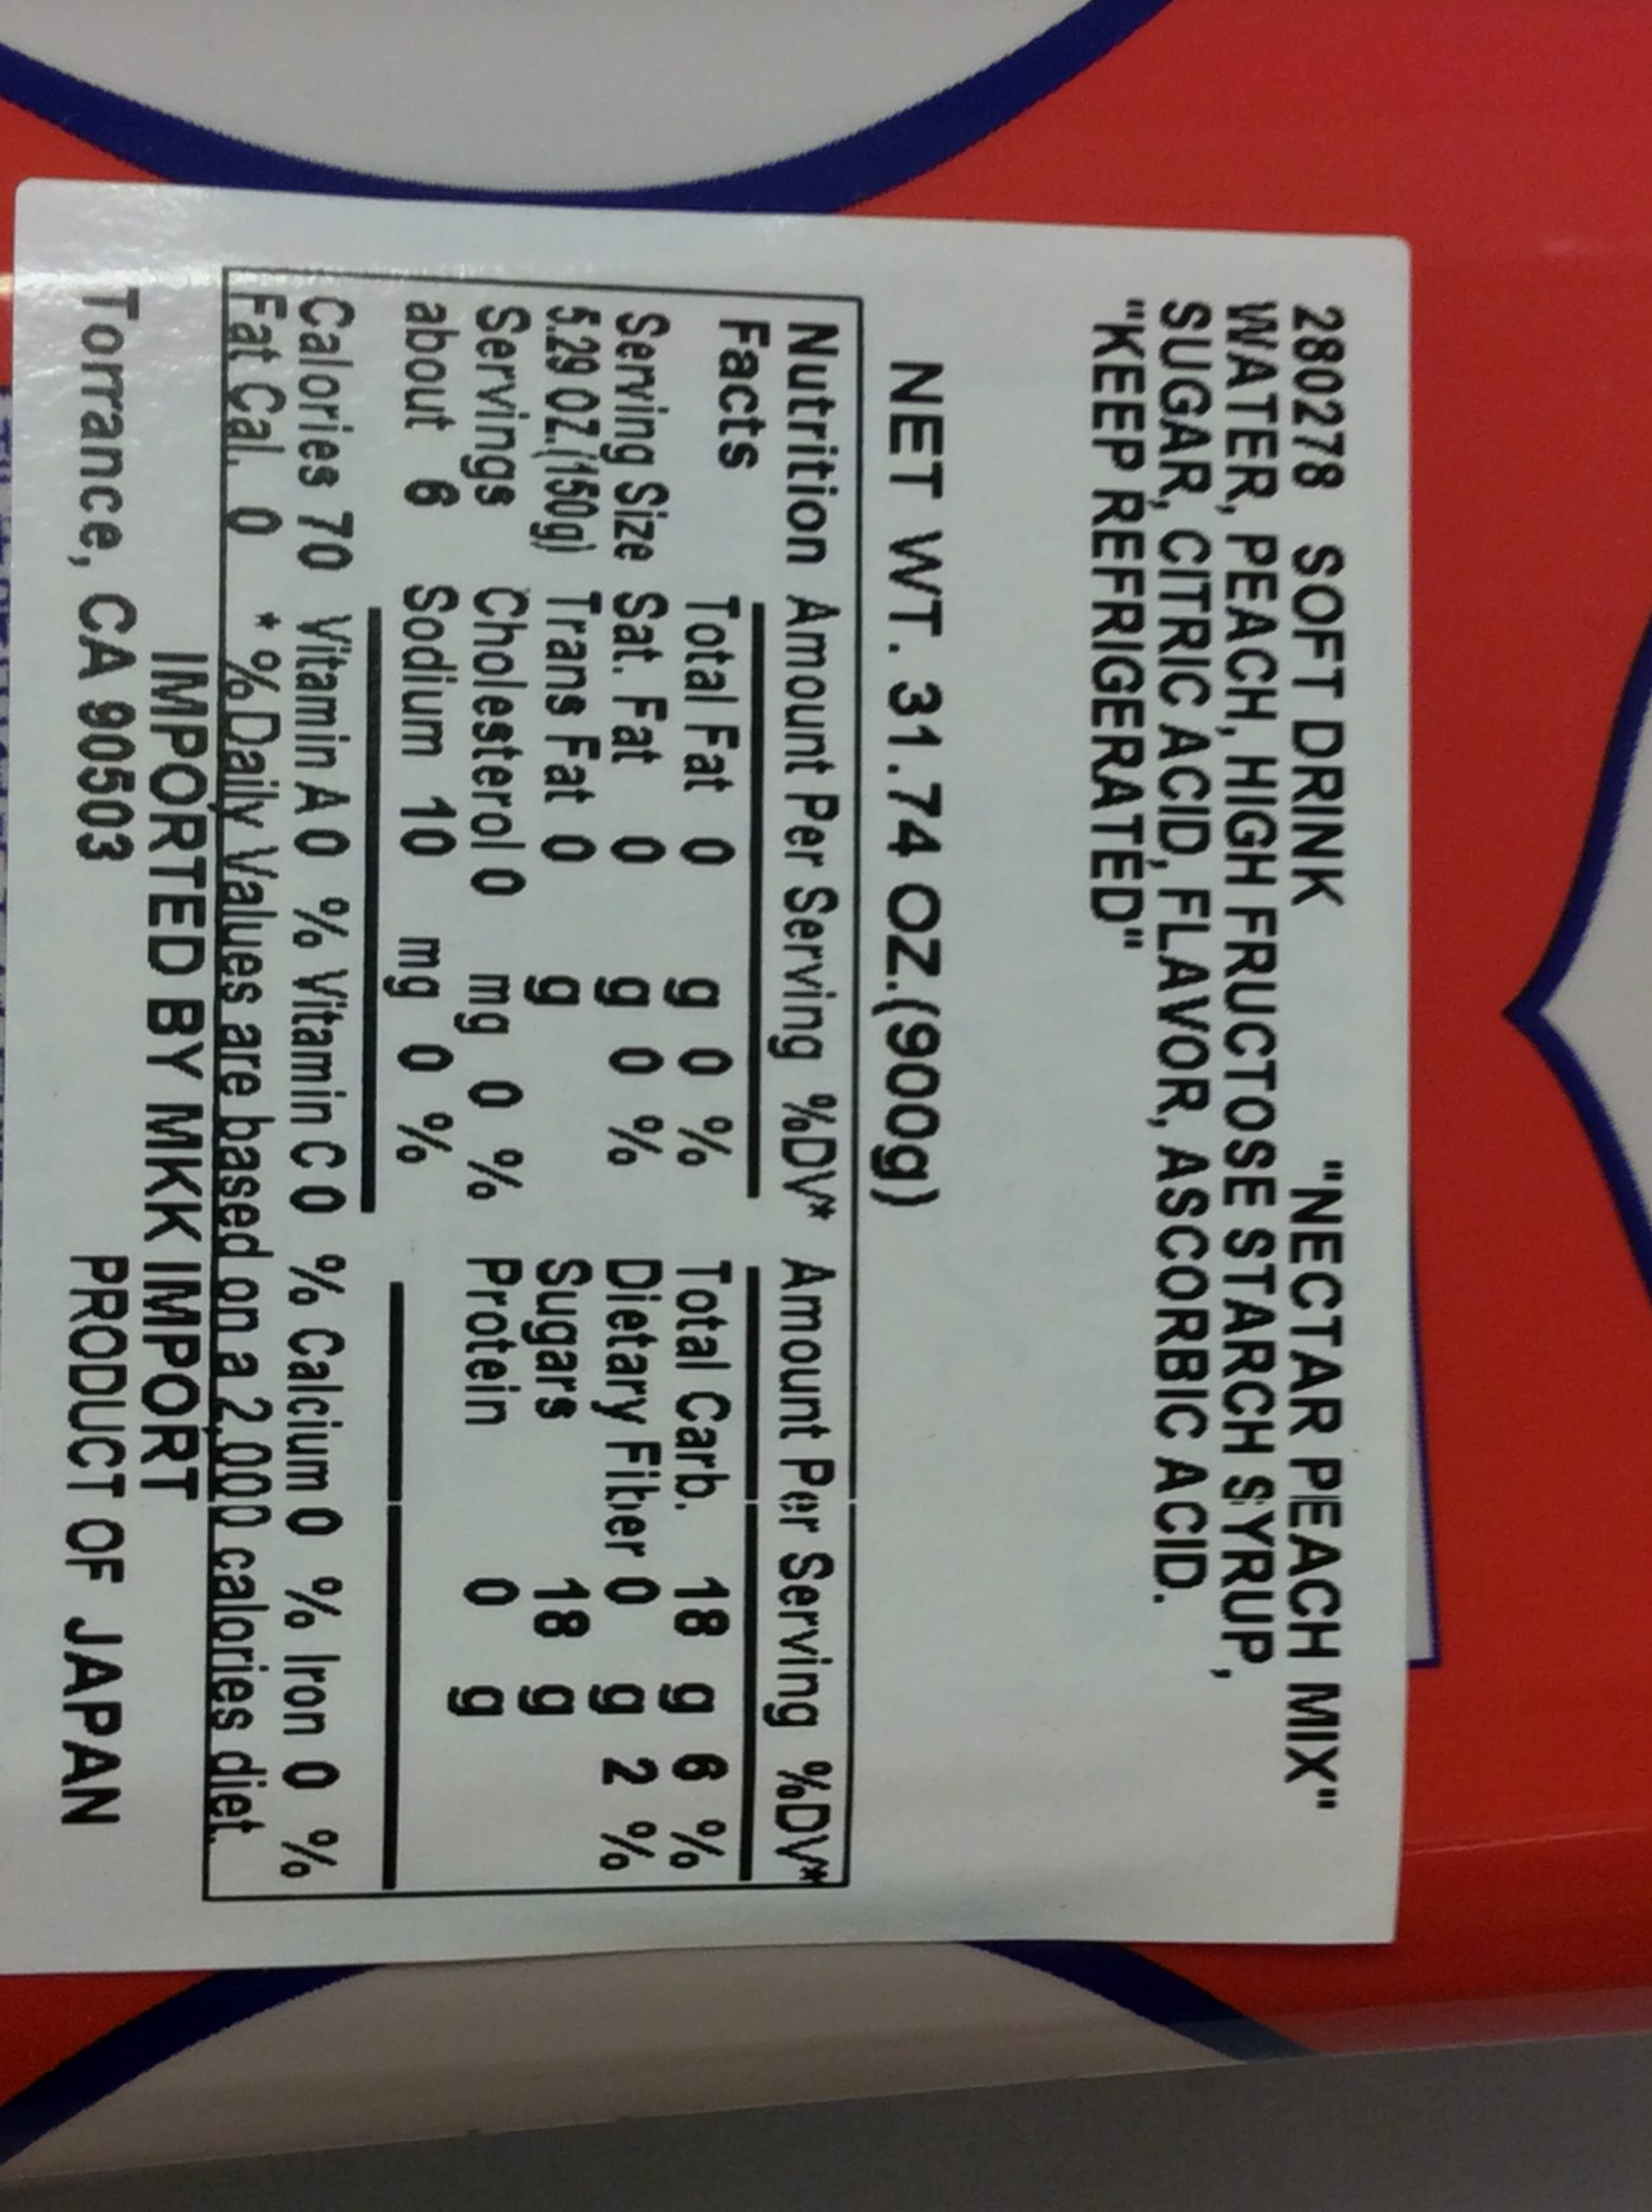 280278 SOFT DRINK "NECTAR PEACH MIX"
WATER, PEACH, HIGH FRUCTOSE STARCH SYRUP,
SUGAR, CITRIC ACID, FLAVOR, ASCORBIC ACID.
"KEEP REFRIGERATED"
NET WT. 31.74 OZ.(900g)
Nutrition Amount Per Serving %DV* Amount Per Serving %DV*
Facts Total Fat 0 g 0 % Total Carb. 18 g 6 %
Serving Size Sat. Fat 0 g 0 % Dietary Fiber 0 g 2 %
5.29 OZ.(150g) Trans Fat 0 g Sugars 18 g
Servings Cholesterol 0 mg 0 % Protein 0 g
about 6 Sodium 10 mg 0 %
Calories 70 Vitamin A 0 % Vitamin C 0 % Calcium 0 % Iron 0 %
Fat Cal. 0 * %Daily Values are based on a 2,000 calories diet.
IMPORTED BY MKK IMPORT
Torrance, CA 90503 PRODUCT OF JAPAN